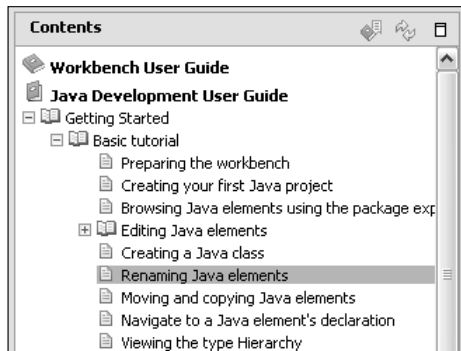 Contents
Workbench User Guide
Java Development User Guide
Getting Started
Basic tutorial
Preparing the workbench
Creating your first Java project
Browsing Java elements using the package exp
Editing Java elements
Creating a Java class
Renaming Java elements
Moving and copying Java elements
Navigate to a Java element's declaration
Viewing the type Hierarchy